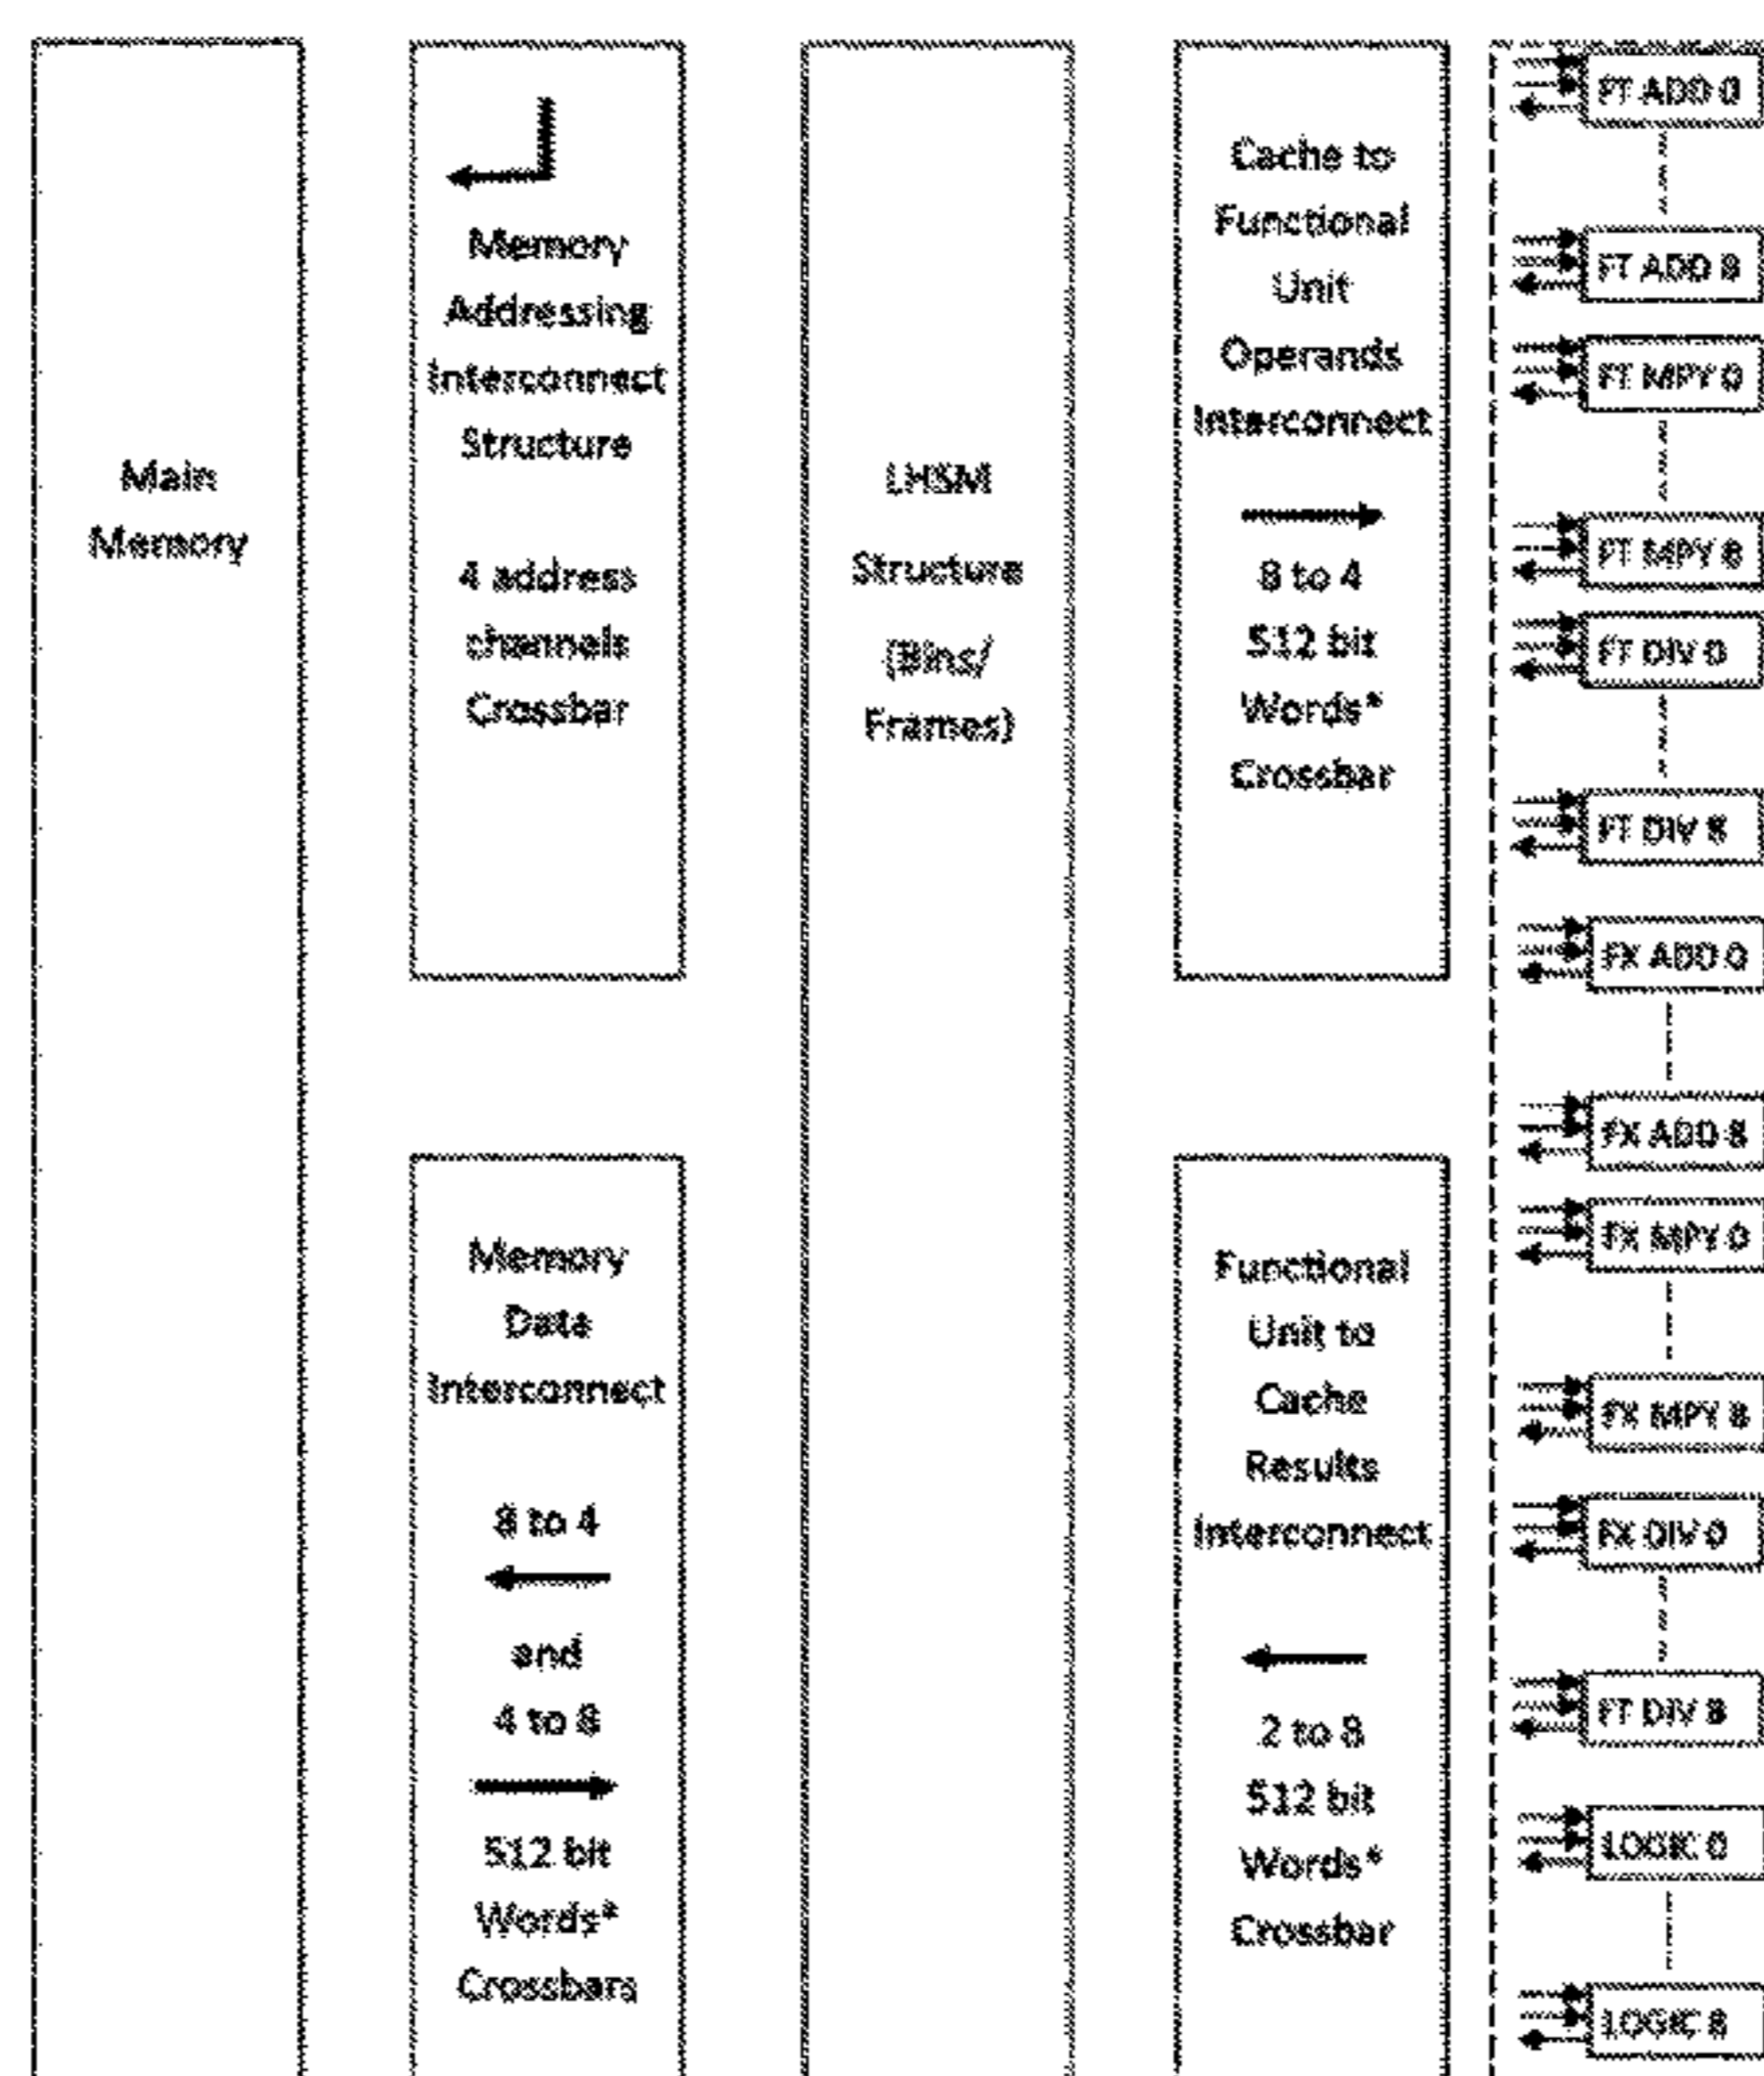 Main
Memory
Memory
Addressing
Interconnect
Structure
4 address
channels
Crossbar
Memory
Data
Interconnect
8 to 4
and
4 to 8
512 bit
Words*
Crossbars
LHSM
Structure
(Bins/
Frames)
Cache to
Functional
Unit
Operands
Interconnect
8 to 4
512 bit
Words*
Crossbar
Functional
Unit to
Cache
Results
Interconnect
2 to 8
512 bit
Words*
Crossbar
FT ADD 0
FT ADD 8
FT MPY 0
FT MPY 8
FT DIV 0
FT DIV 8
FX ADD 0
FX ADD 8
FX MPY 0
FX MPY 8
FX DIV 0
FT DIV 8
LOGIC 0
LOGIC 8